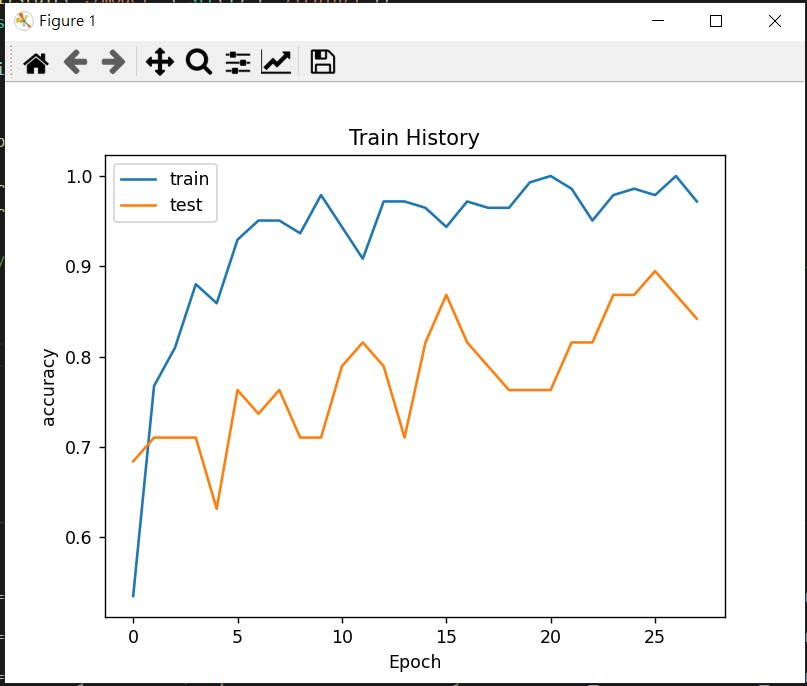 Figure 1
Train History
train
test
1.0
0.9
0.8
0.7
0.6
accuracy
0 5 10 15 20 25
Epoch